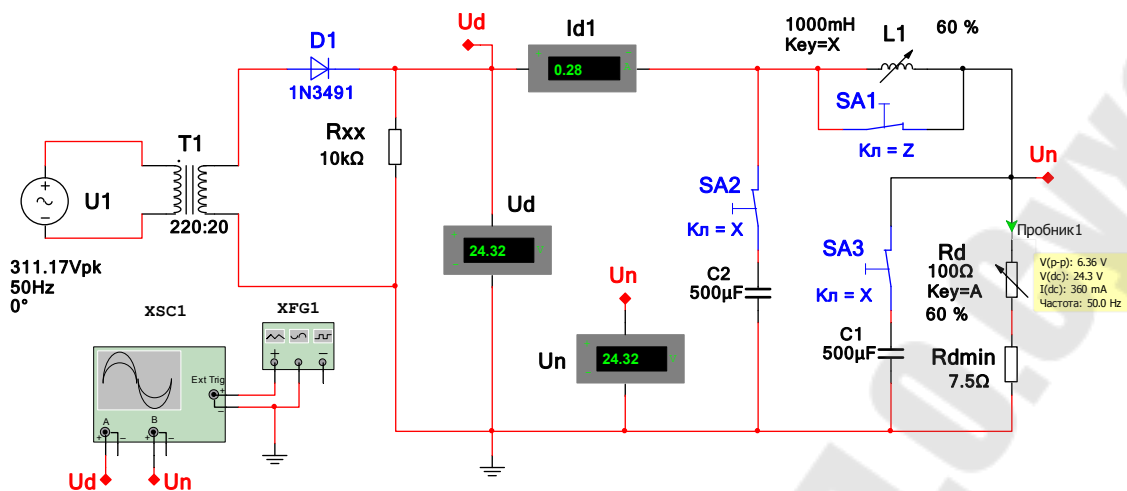 Ud
Id1
0.28
1000mH
Key=X
L1
60 %
D1
1N3491
SA1
Кл = Z
T1
220:20
Rxx
10kΩ
U1
311.17Vpk
50Hz
0°
Ud
24.32
SA2
Кл = X
C2
500µF
Un
SA3
Кл = X
C1
500µF
Пробник1
V(p-p): 6.36 V
V(dc): 24.3 V
I(dc): 360 mA
Частота: 50.0 Hz
Rd
100Ω
Key=A
60 %
Rdmin
7.5Ω
Un
Un
24.32
XSC1
Ext Trig
A
B
XFG1
Ud
Un